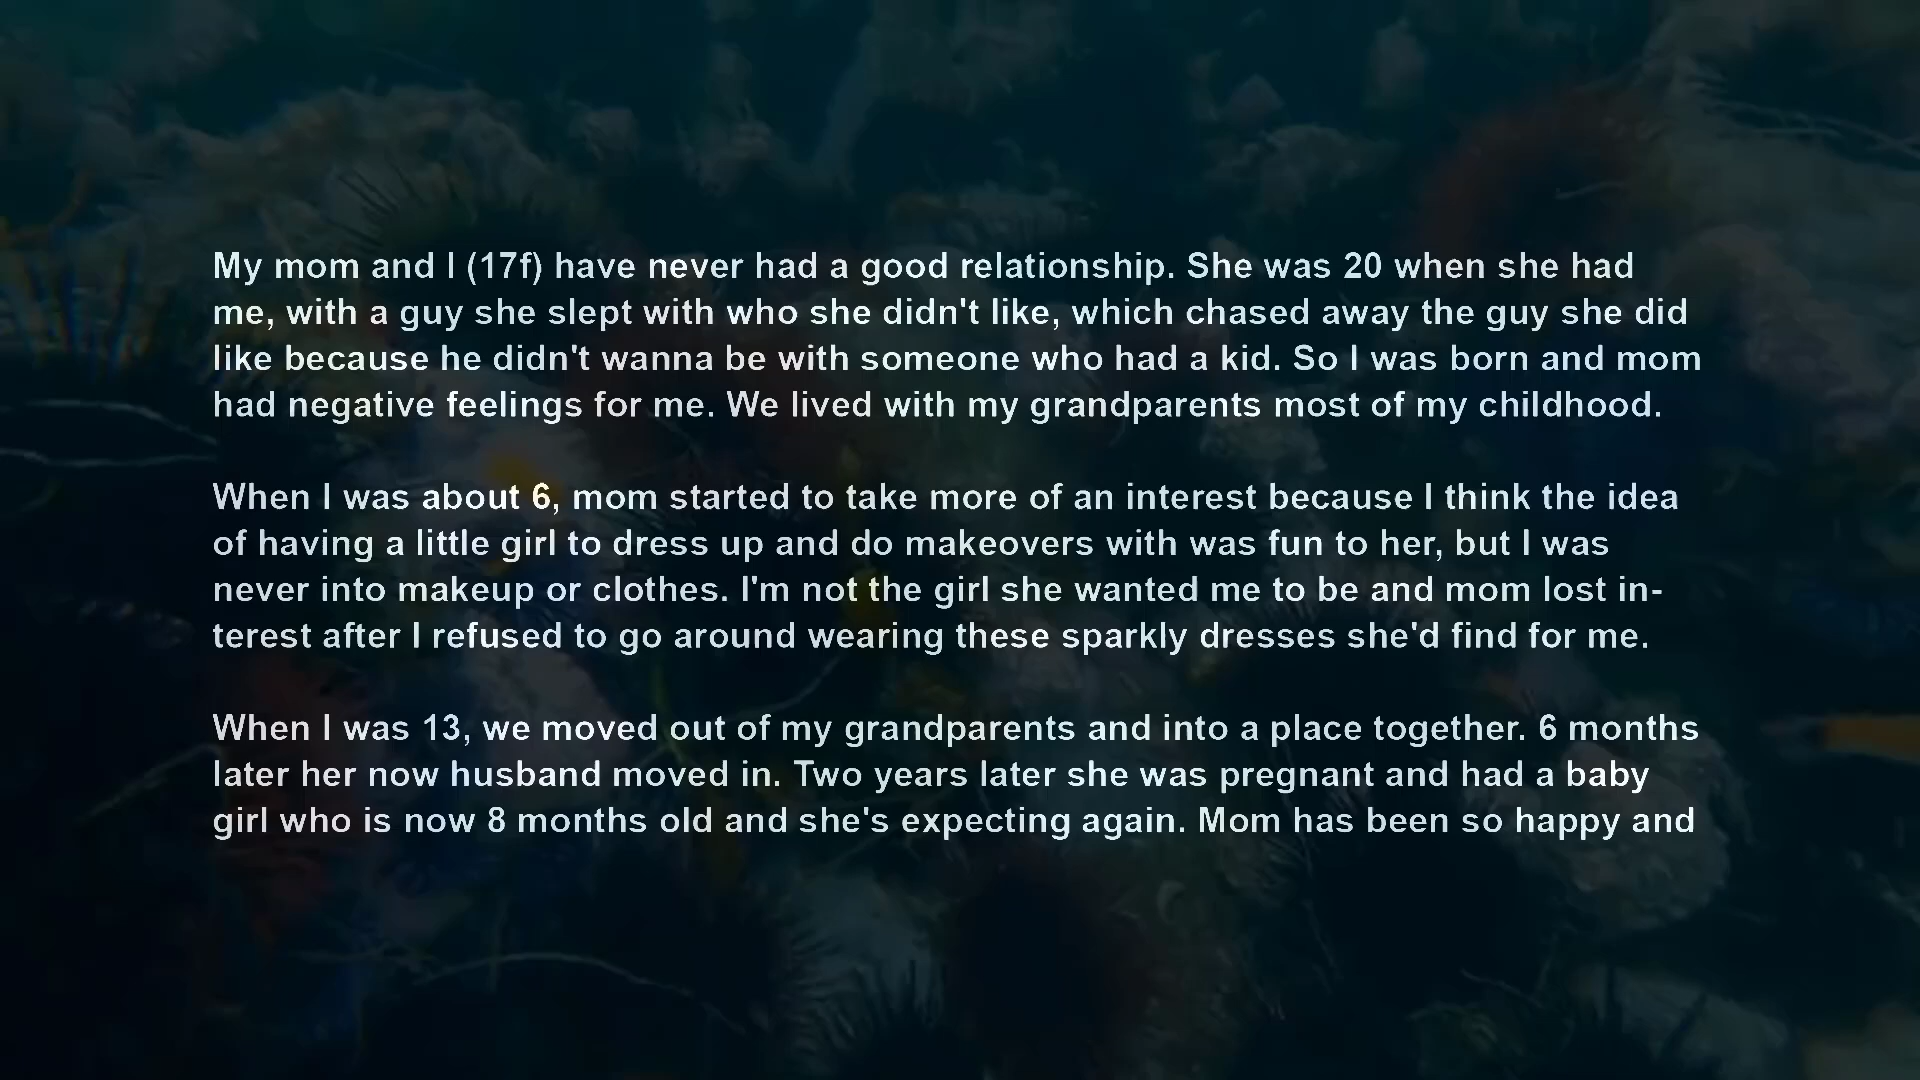 My mom and I (17f) have never had a good relationship. She was 20 when she had
me, with a guy she slept with who she didn't like, which chased away the guy she did
like because he didn't wanna be with someone who had a kid. So I was born and mom
had negative feelings for me. We lived with my grandparents most of my childhood.
When I was about 6, mom started to take more of an interest because I think the idea
of having a little girl to dress up and do makeovers with was fun to her, but I was
never into makeup or clothes. I'm not the girl she wanted me to be and mom lost in-
terest after I refused to go around wearing these sparkly dresses she'd find for me.
When I was 13, we moved out of my grandparents and into a place together. 6 months
later her now husband moved in. Two years later she was pregnant and had a baby
girl who is now 8 months old and she's expecting again. Mom has been so happy and